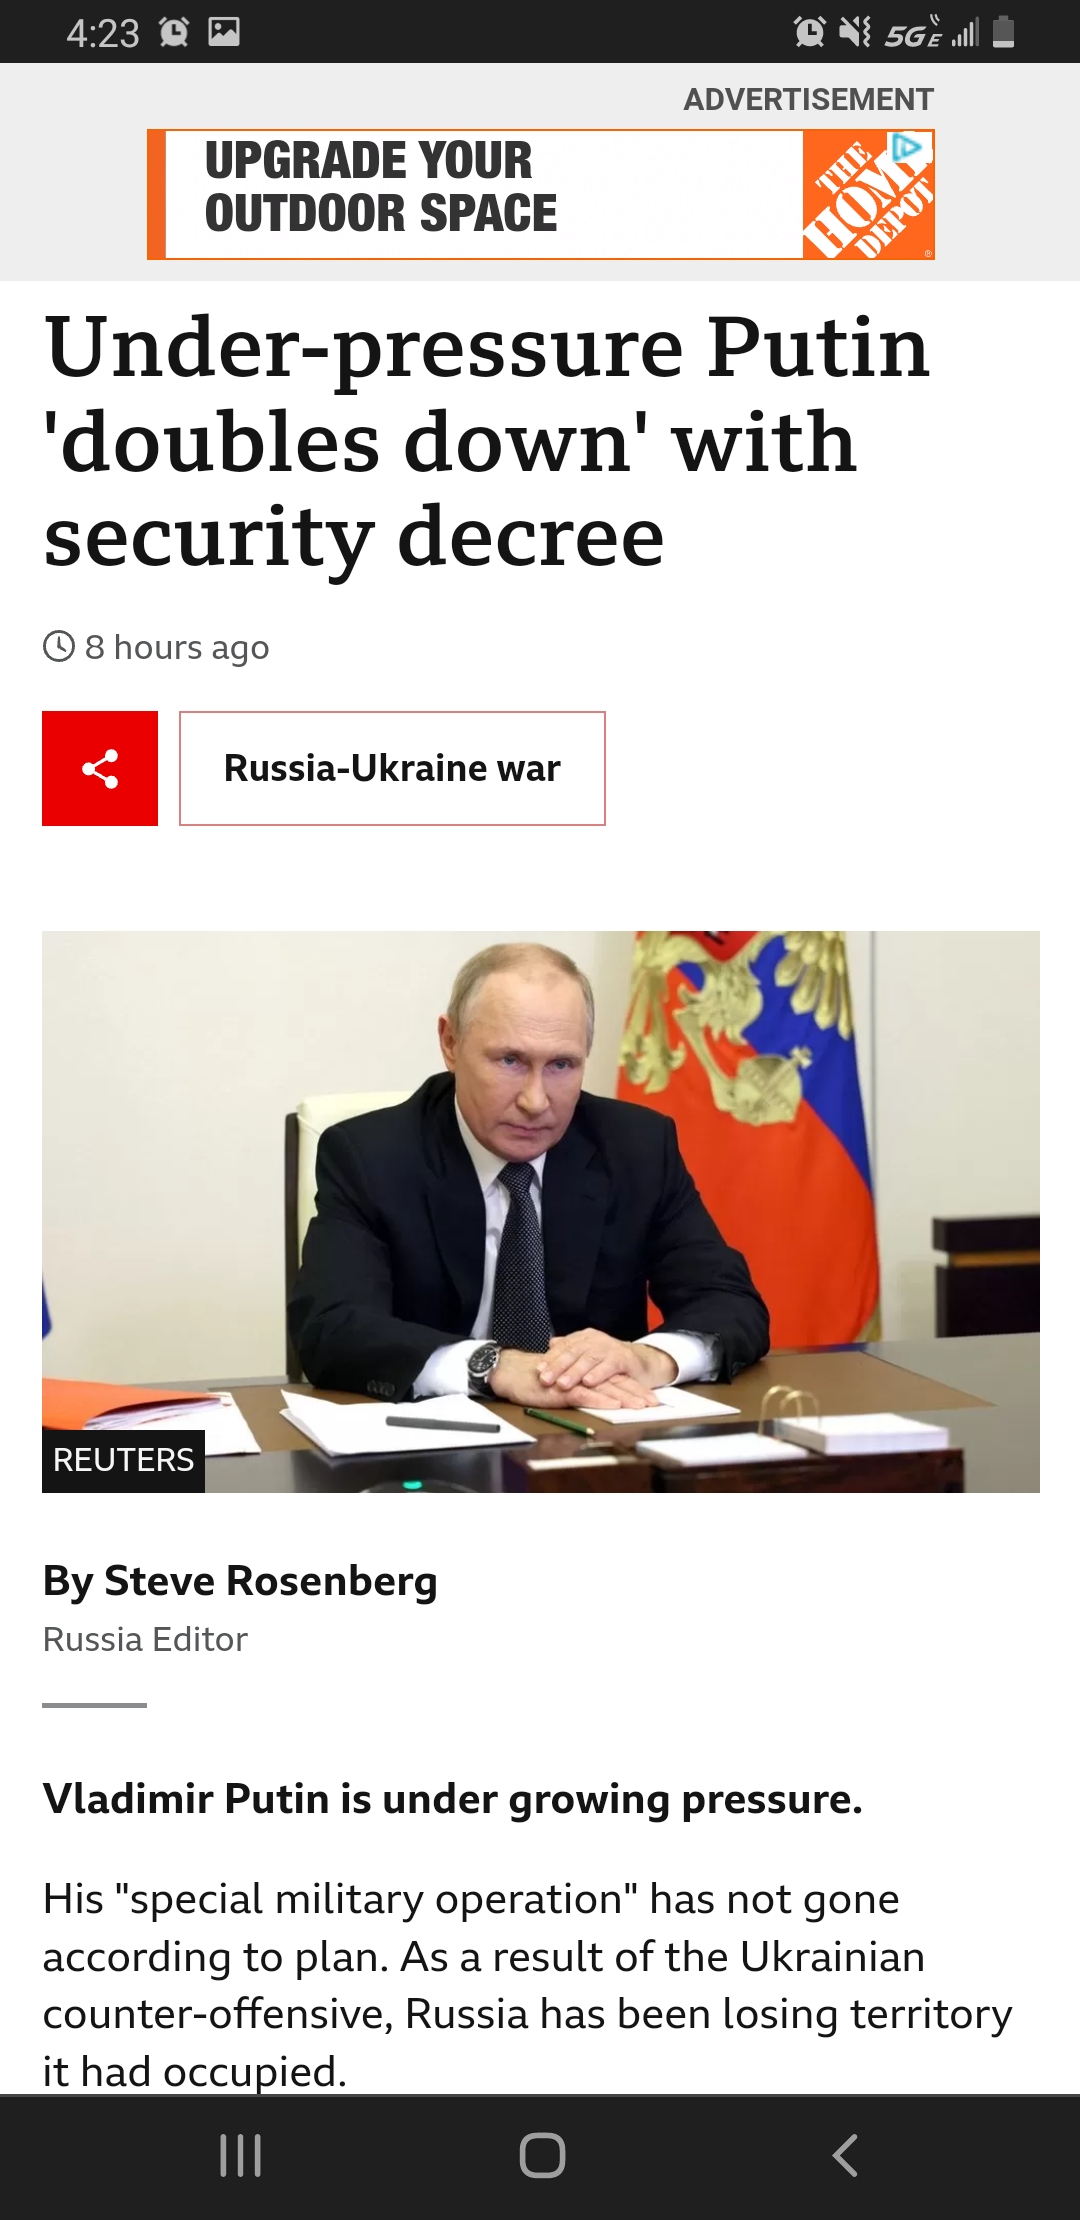 4:23
5G E
ADVERTISEMENT
UPGRADE YOUR
OUTDOOR SPACE
THE
HOME
DEPOT
®
Under-pressure Putin
'doubles down' with
security decree
8 hours ago
Russia-Ukraine war
REUTERS
By Steve Rosenberg
Russia Editor
Vladimir Putin is under growing pressure.
His "special military operation" has not gone
according to plan. As a result of the Ukrainian
counter-offensive, Russia has been losing territory
it had occupied.